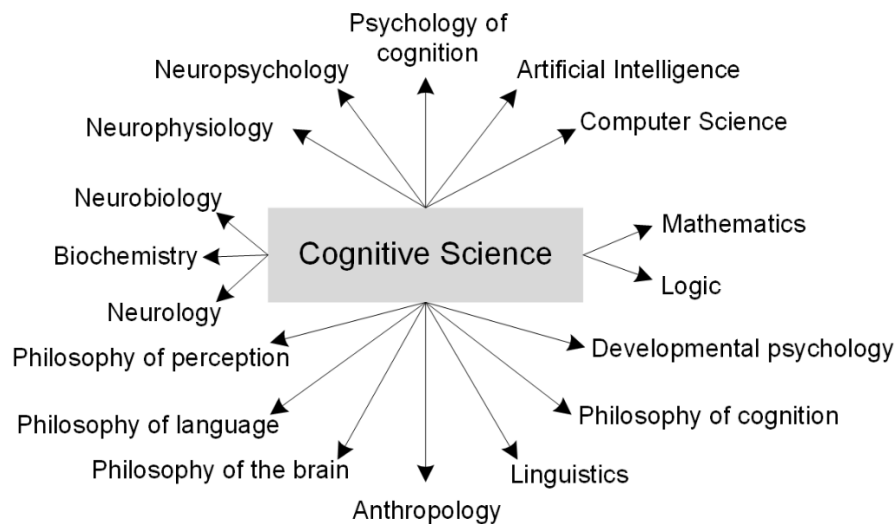 Psychology of
cognition
Neuropsychology
Artificial Intelligence
Neurophysiology
Computer Science
Neurobiology
Mathematics
Biochemistry
Cognitive Science
Logic
Neurology
Philosophy of perception
Developmental psychology
Philosophy of language
Philosophy of cognition
Philosophy of the brain
Linguistics
Anthropology